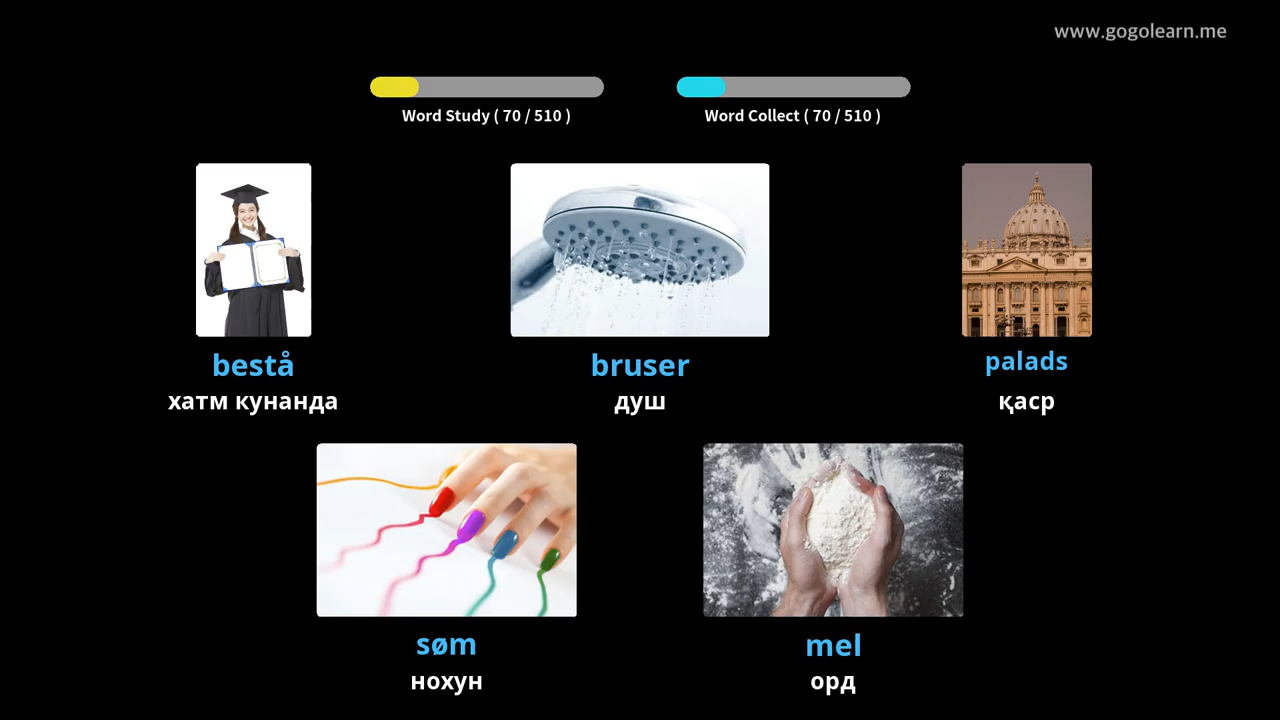 www.gogolearn.me
Word Study ( 70 / 510 )
Word Collect ( 70 / 510 )
bestå
хатм кунанда
bruser
душ
palads
қаср
søm
нохун
mel
орд